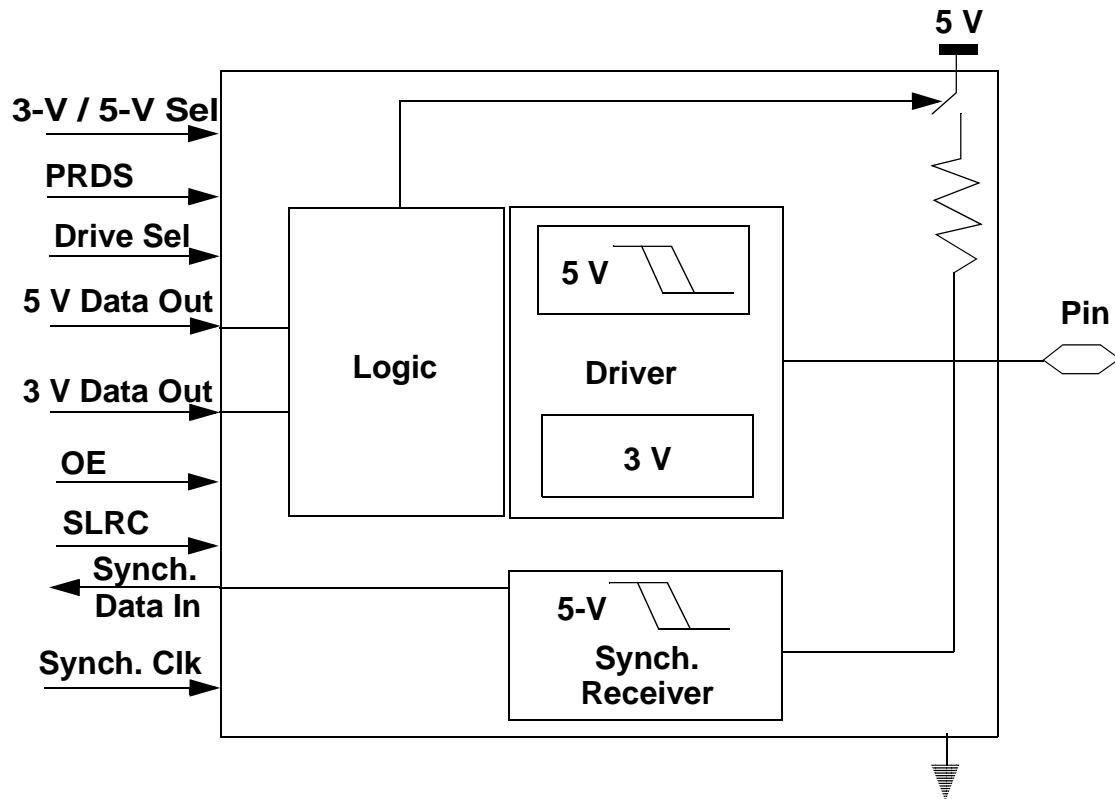 5 V
3-V / 5-V Sel
PRDS
Drive Sel
5 V Data Out
3 V Data Out
OE
SLRC
Synch.
Data In
Synch. Clk
Logic
5 V
Driver
3 V
5-V
Synch.
Receiver
Pin